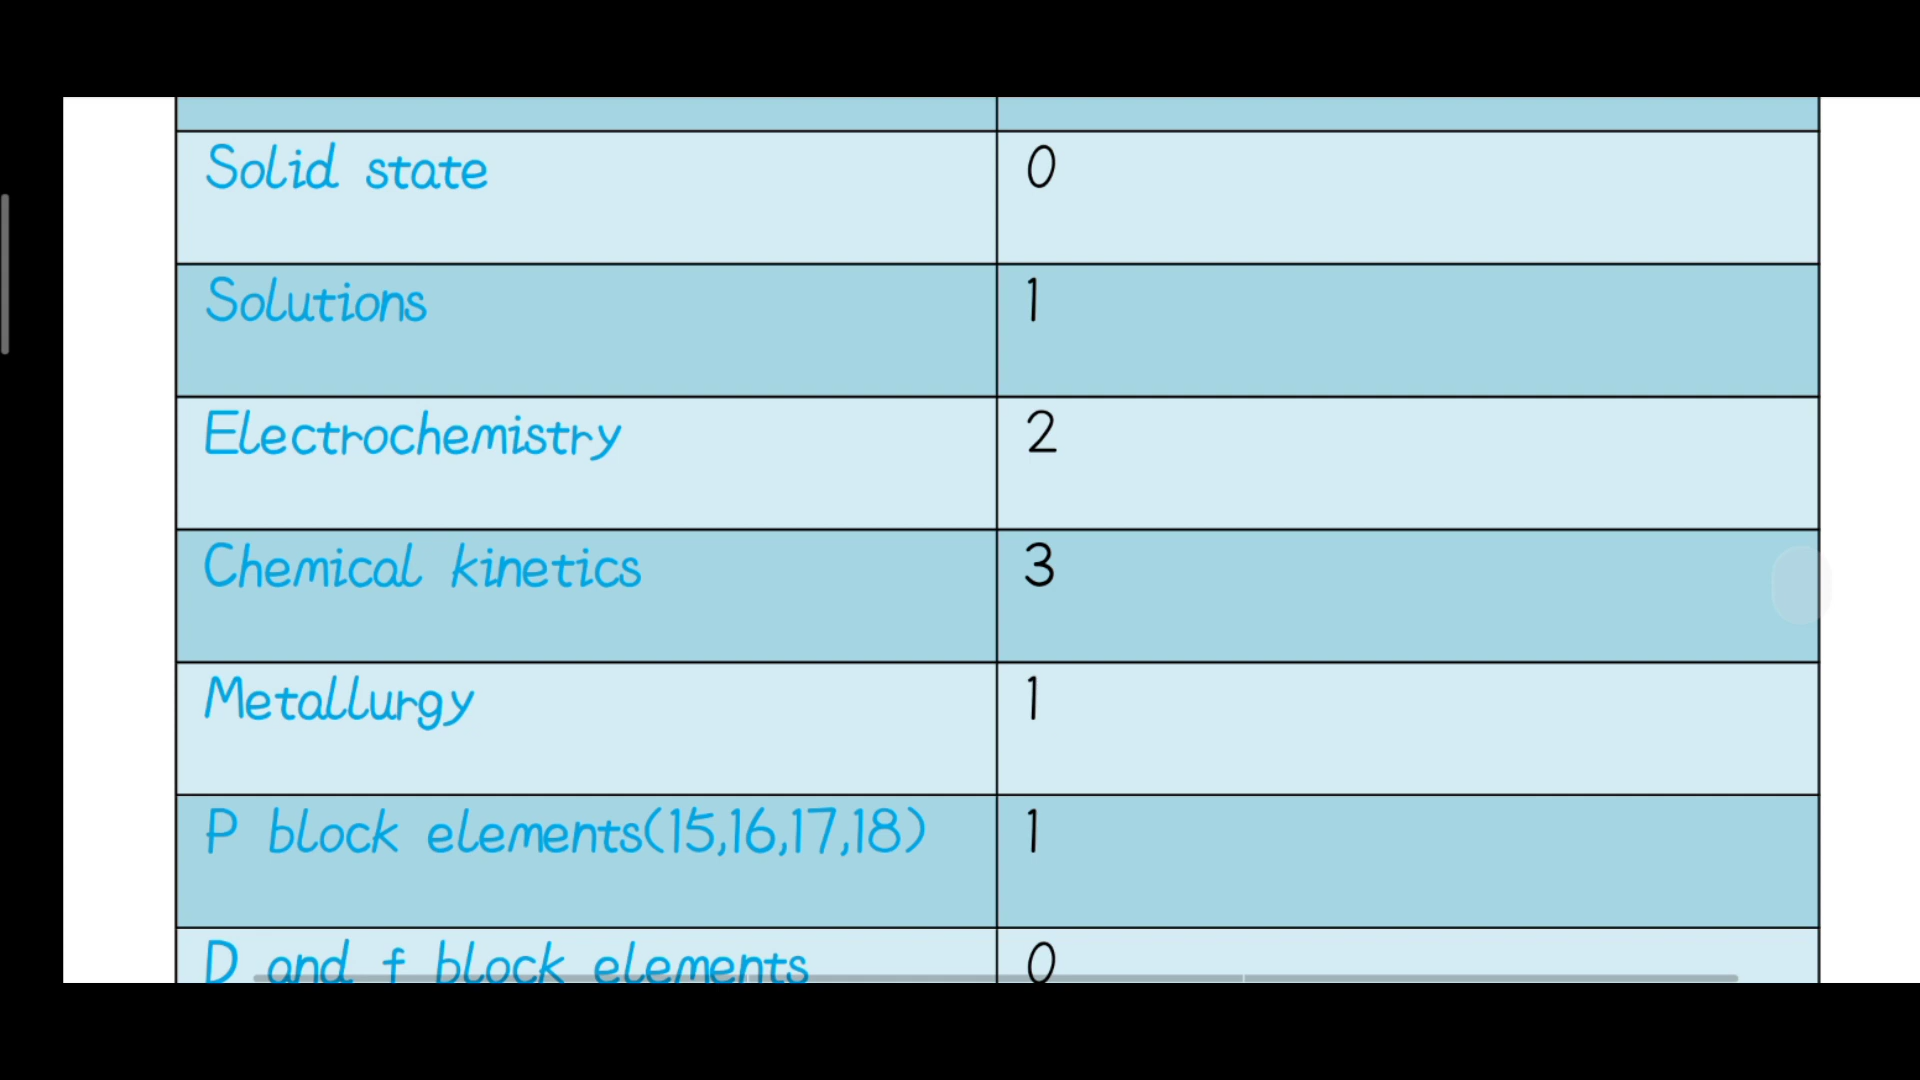 Solid state 0
Solutions 1
Electrochemistry 2
Chemical kinetics 3
Metallurgy 1
P block elements(15,16,17,18) 1
D and f block elements 0